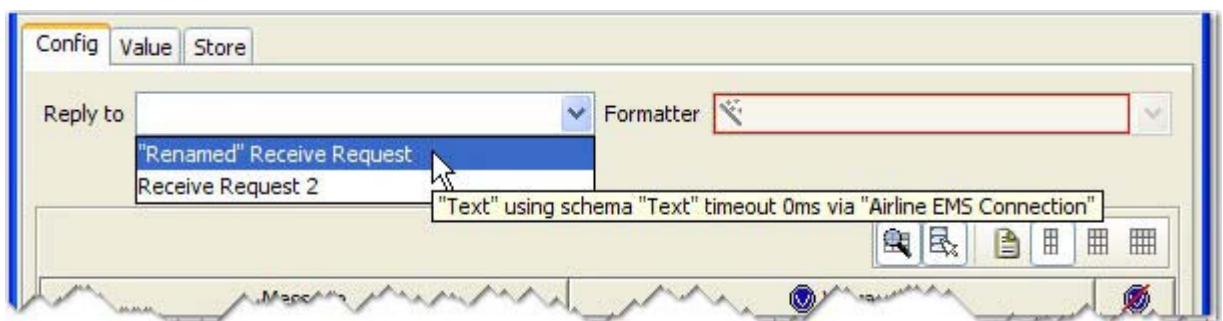 Config Value Store
Reply to Formatter
"Renamed" Receive Request
Receive Request 2
"Text" using schema "Text" timeout 0ms via "Airline EMS Connection"